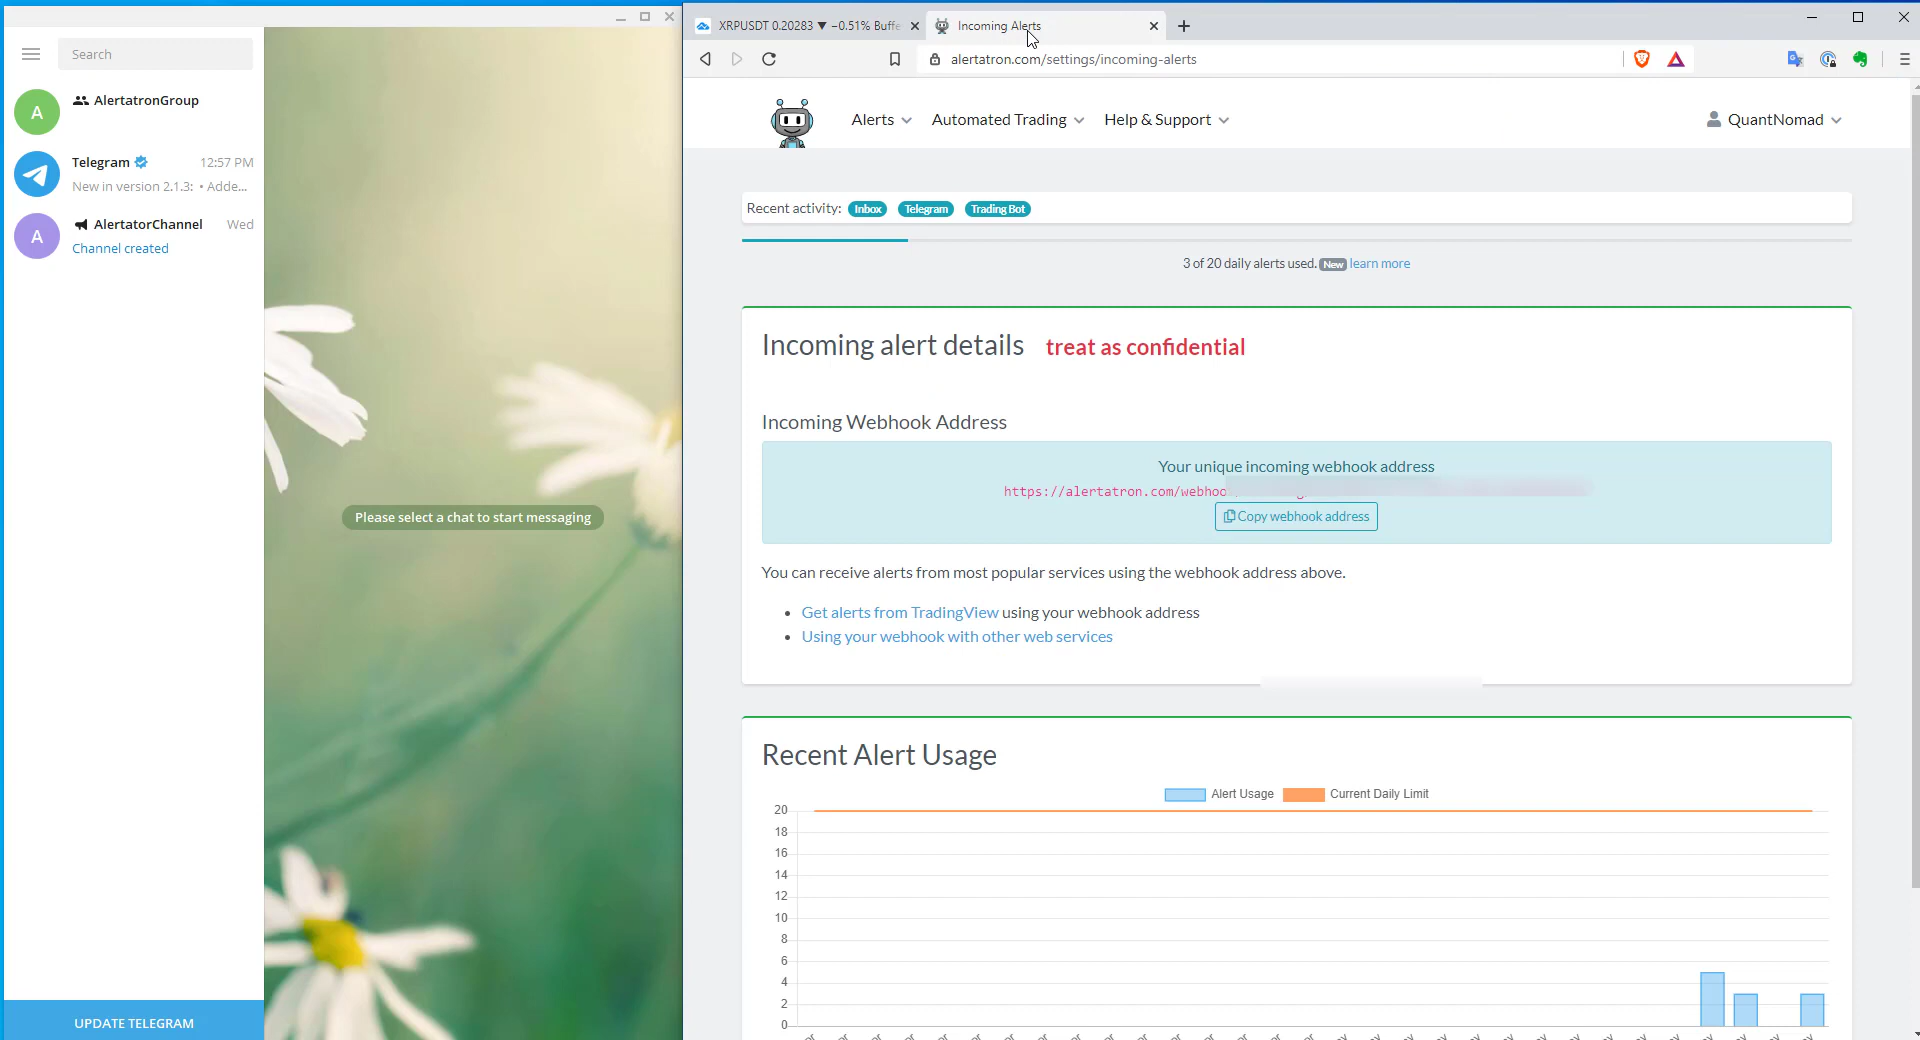 Search
A
AlertatronGroup
Telegram
12:57 PM
New in version 2.1.3: • Adde...
A
AlertatorChannel
Wed
Channel created
Please select a chat to start messaging
UPDATE TELEGRAM
XRPUSDT 0.20283 ▼ −0.51% Buffe
Incoming Alerts
alertatron.com/settings/incoming-alerts
Alerts
Automated Trading
Help & Support
QuantNomad
Recent activity: Inbox Telegram Trading Bot
3 of 20 daily alerts used. New learn more
Incoming alert details treat as confidential
Incoming Webhook Address
Your unique incoming webhook address
https://alertatron.com/webhoo
Copy webhook address
You can receive alerts from most popular services using the webhook address above.
• Get alerts from TradingView using your webhook address
• Using your webhook with other web services
Recent Alert Usage
Alert Usage
Current Daily Limit
20
18
16
14
12
10
8
6
4
2
0